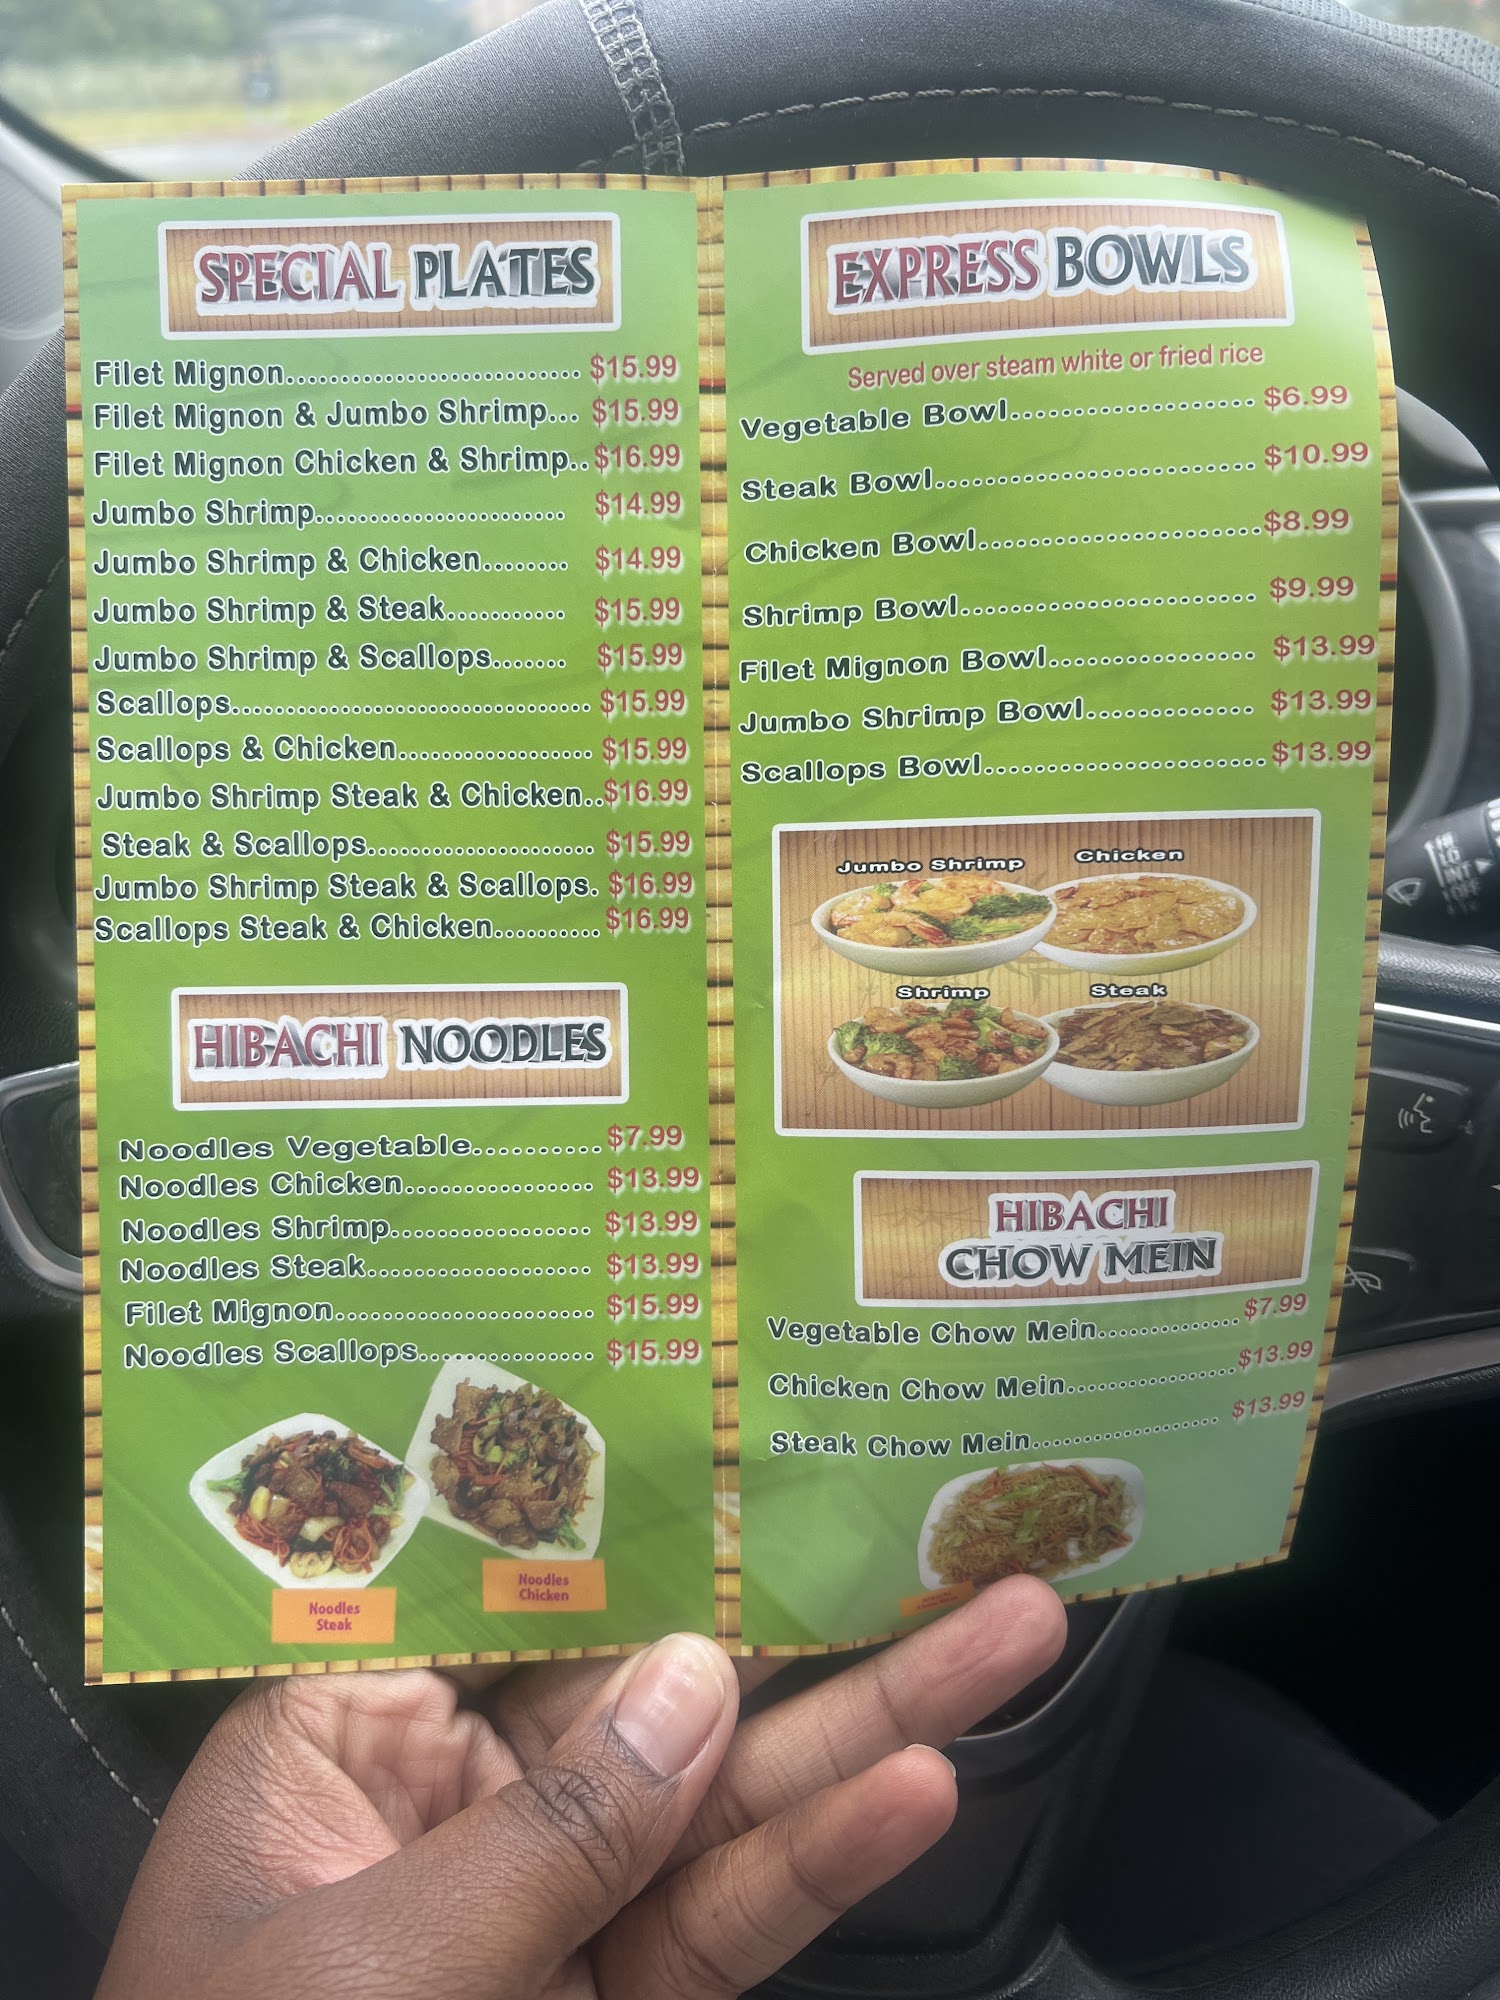 SPECIAL PLATES
Filet Mignon........................... $15.99
Filet Mignon & Jumbo Shrimp... $15.99
Filet Mignon Chicken & Shrimp.. $16.99
Jumbo Shrimp....................... $14.99
Jumbo Shrimp & Chicken........ $14.99
Jumbo Shrimp & Steak........... $15.99
Jumbo Shrimp & Scallops....... $15.99
Scallops................................. $15.99
Scallops & Chicken.................. $15.99
Jumbo Shrimp Steak & Chicken.. $16.99
Steak & Scallops..................... $15.99
Jumbo Shrimp Steak & Scallops. $16.99
Scallops Steak & Chicken.......... $16.99
HIBACHI NOODLES
Noodles Vegetable........... $7.99
Noodles Chicken................ $13.99
Noodles Shrimp................. $13.99
Noodles Steak................... $13.99
Filet Mignon...................... $15.99
Noodles Scallops............... $15.99
Noodles
Steak
Noodles
Chicken
EXPRESS BOWLS
Served over steam white or fried rice
Vegetable Bowl................... $6.99
Steak Bowl......................... $10.99
Chicken Bowl...................... $8.99
Shrimp Bowl....................... $9.99
Filet Mignon Bowl................ $13.99
Jumbo Shrimp Bowl............. $13.99
Scallops Bowl...................... $13.99
Jumbo Shrimp
Chicken
Shrimp
Steak
HIBACHI
CHOW MEIN
Vegetable Chow Mein............. $7.99
Chicken Chow Mein................. $13.99
Steak Chow Mein................... $13.99